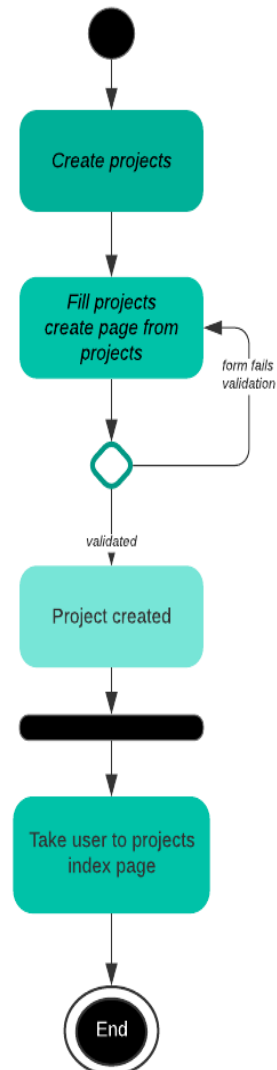 Create projects
Fill projects
create page from
projects
form fails
validation
validated
Project created
Take user to projects
index page
End